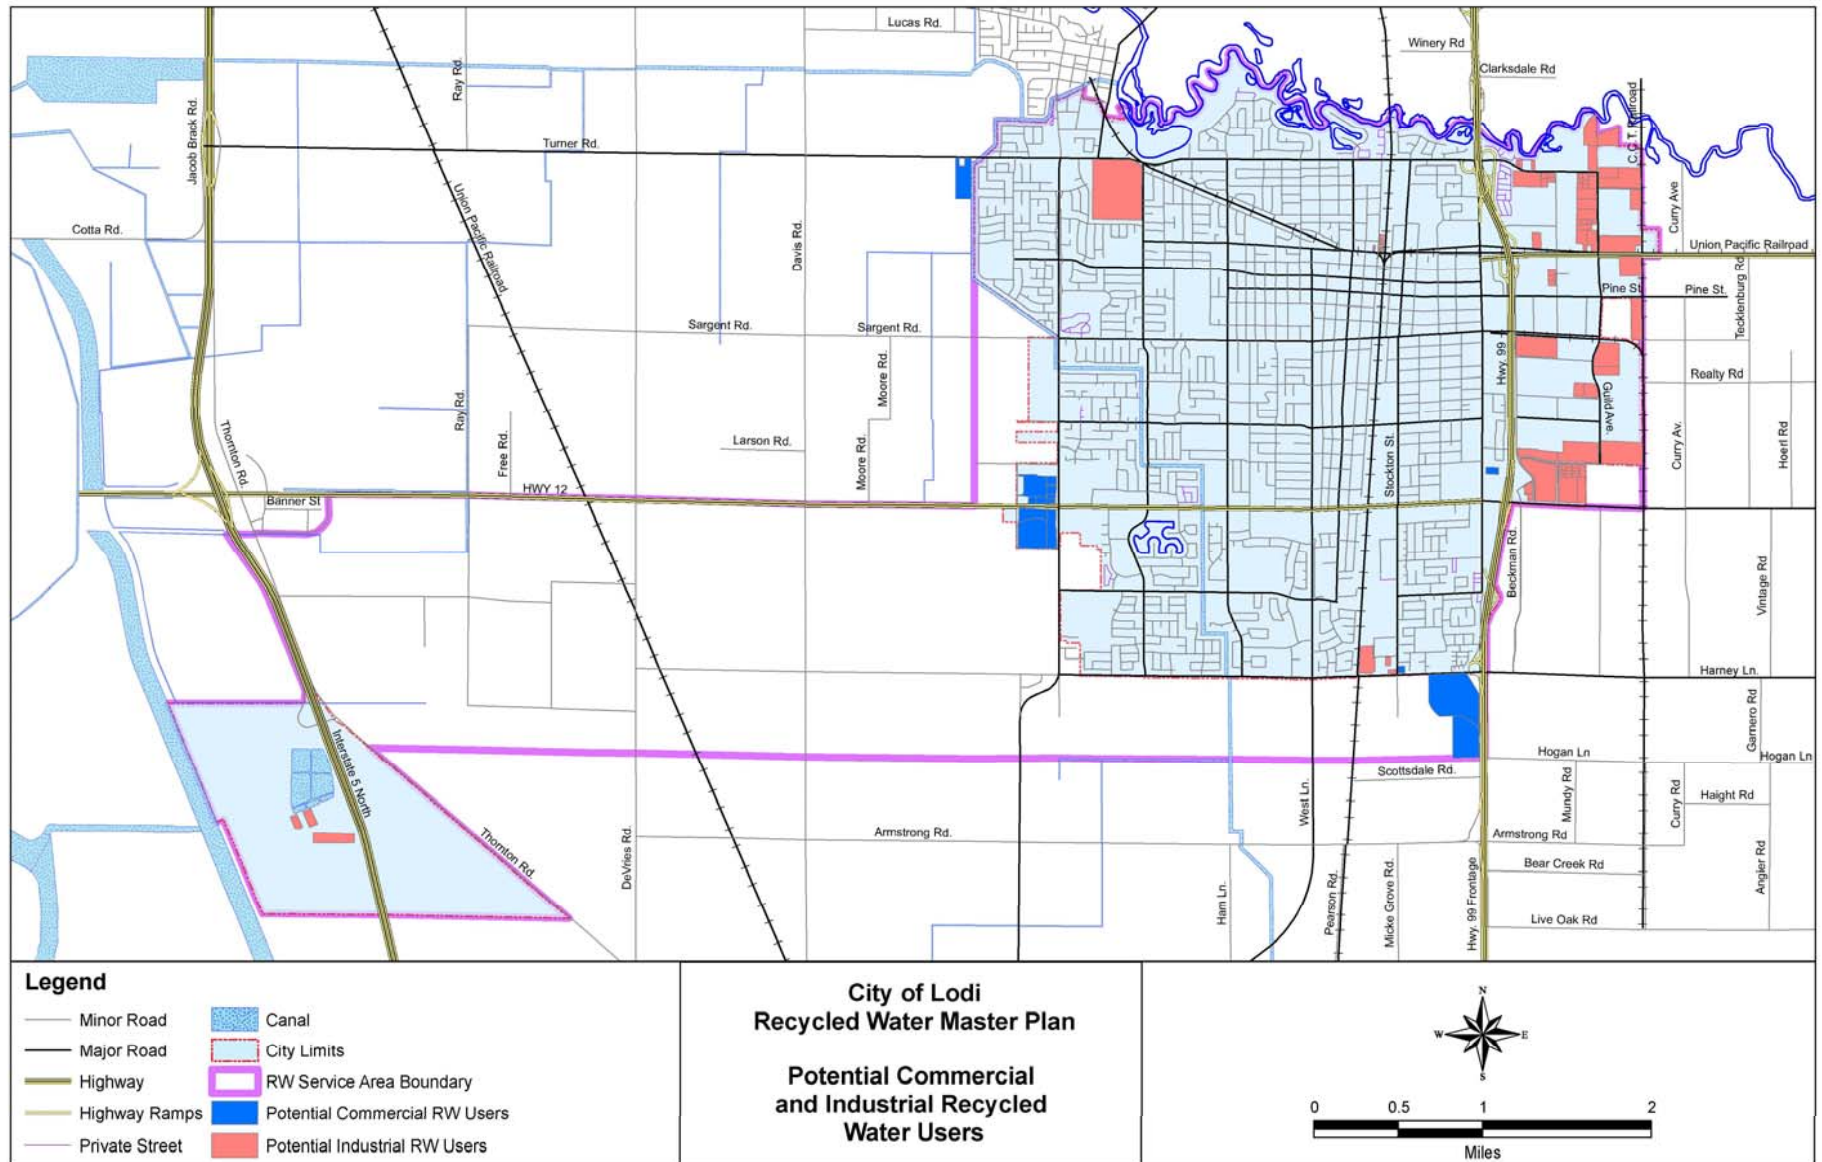 Lucas Rd.
Winery Rd
Clarksdale Rd
Ray Rd.
Jacob Brack Rd.
C.C.T. Railroad
Turner Rd.
Union Pacific Railroad
Curry Ave
Cotta Rd.
Davis Rd.
Union Pacific Railroad
Tecklenburg Rd
Pine St
Pine St.
Sargent Rd.
Sargent Rd.
Hwy. 99
Moore Rd.
Realty Rd
Ray Rd.
Guild Ave.
Thornton Rd.
Free Rd.
Larson Rd.
Moore Rd.
Stockton St.
Curry Av.
Hoerl Rd
HWY 12
Banner St
Beckman Rd.
Vintage Rd
Harney Ln.
Garmero Rd
Interstate 5 North
Hogan Ln
Hogan Ln
Scottsdale Rd.
West Ln.
Mundy Rd
Curry Rd
Haight Rd
Thornton Rd
DeVries Rd.
Armstrong Rd.
Armstrong Rd
Bear Creek Rd
Angier Rd
Ham Ln.
Pearson Rd.
Micke Grove Rd.
Hwy. 99 Frontage
Live Oak Rd
Legend
Minor Road
Major Road
Highway
Highway Ramps
Private Street
Canal
City Limits
RW Service Area Boundary
Potential Commercial RW Users
Potential Industrial RW Users
City of Lodi
Recycled Water Master Plan
Potential Commercial
and Industrial Recycled
Water Users
N
W
E
S
0 0.5 1 2
Miles